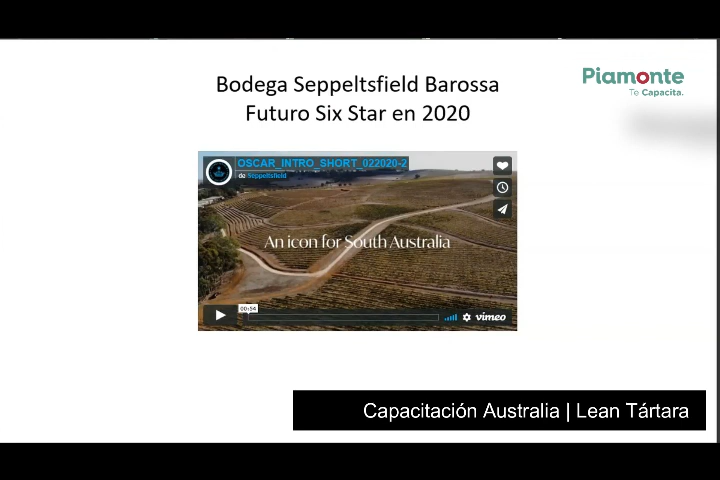 Bodega Seppeltsfield Barossa
Futuro Six Star en 2020
Piamonte
Te Capacita.
OSCAR_INTRO_SHORT_022020-2
de Seppeltsfield
An icon for South Australia
00:54
vimeo
Capacitación Australia | Lean Tártara